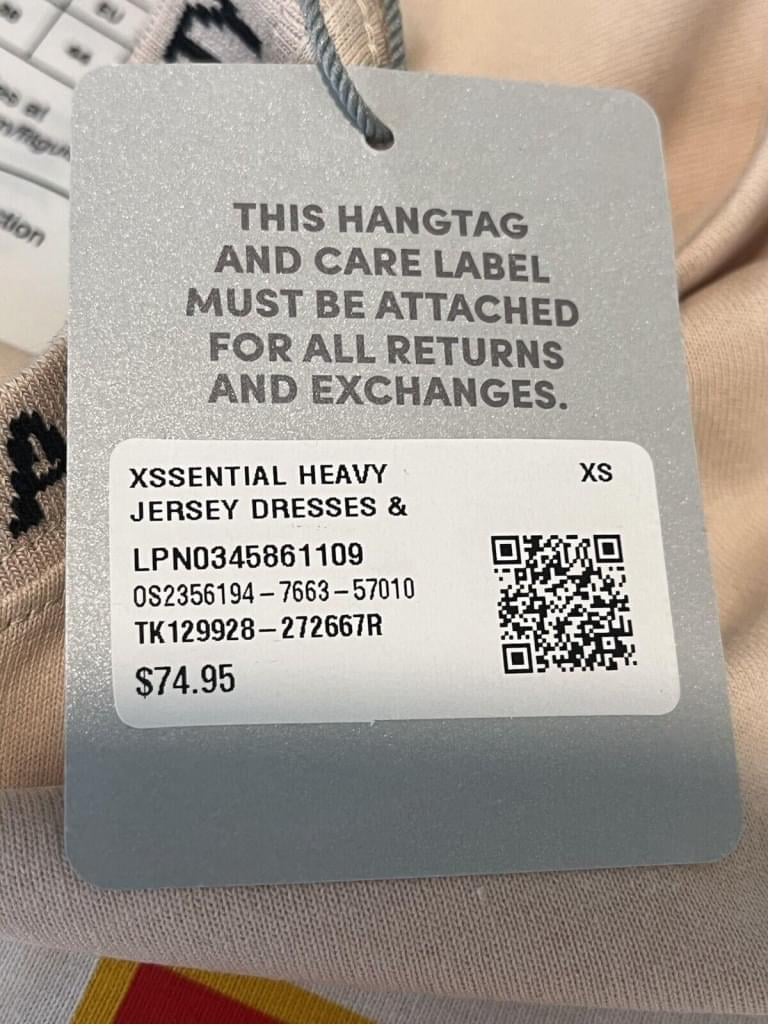 EU
THIS HANGTAG
AND CARE LABEL
MUST BE ATTACHED
FOR ALL RETURNS
AND EXCHANGES.
XSSENTIAL HEAVY XS
JERSEY DRESSES &
LPN0345861109
0S2356194-7663-57010
TK129928-272667R
$74.95